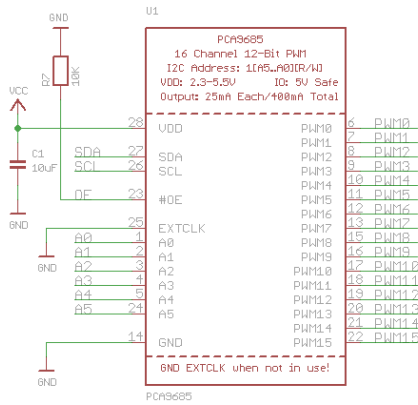 U1
GND
PCA9685
16 Channel 12-Bit PWM
I2C Address: 1[A5..A0][R/W]
VDD: 2.3-5.5V IO: 5V Safe
Output: 25mA Each/400mA Total
R7
10K
VCC
C1
10uF
GND
28 VDD PWM0 6 PWM0
PWM1 7 PWM1
SDA 27 SDA PWM2 8 PWM2
SCL 26 SCL PWM3 9 PWM3
PWM4 10 PWM4
OE 23 #OE PWM5 11 PWM5
PWM6 12 PWM6
25 EXTCLK PWM7 13 PWM7
A0 1 A0 PWM8 15 PWM8
GND
A1 2 A1 PWM9 16 PWM9
A2 3 A2 PWM10 17 PWM10
A3 4 A3 PWM11 18 PWM11
A4 5 A4 PWM12 19 PWM12
A5 24 A5 PWM13 20 PWM13
PWM14 21 PWM14
14 GND PWM15 22 PWM15
GND
GND EXTCLK when not in use!
PCA9685